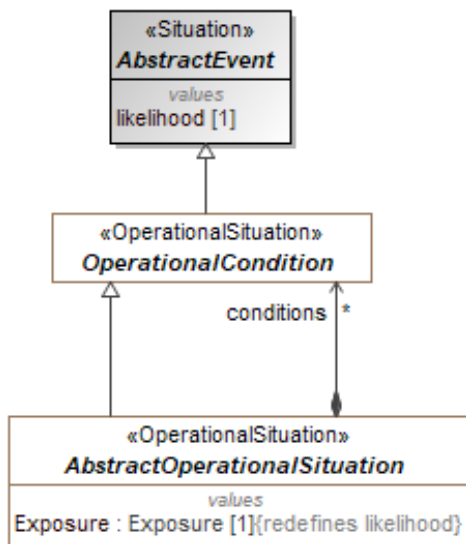 «Situation»
AbstractEvent
values
likelihood [1]
«OperationalSituation»
OperationalCondition
conditions *
«OperationalSituation»
AbstractOperationalSituation
values
Exposure : Exposure [1]{redefines likelihood}